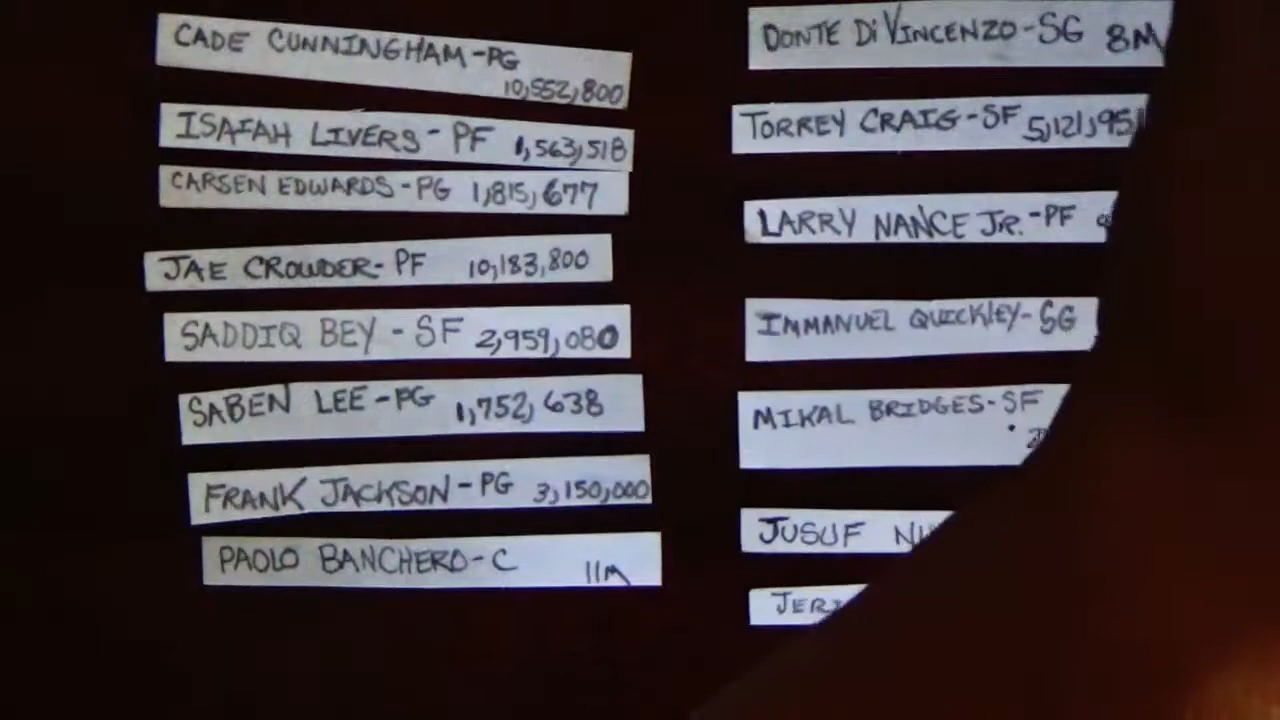 CADE CUNNINGHAM-PG
10,552,800
ISAIAH LIVERS-PF 1,563,518
CARSEN EDWARDS-PG 1,815,677
JAE CROWDER-PF 10,183,800
SADDIQ BEY - SF 2,959,080
SABEN LEE-PG 1,752,638
FRANK JACKSON-PG 3,150,000
PAOLO BANCHERO-C 11M
DONTE DiVINCENZO-SG 8M
TORREY CRAIG-SF 5,121,951
LARRY NANCE JR.-PF
IMMANUEL QUICKLEY-SG
MIKAL BRIDGES-SF
JUSUF